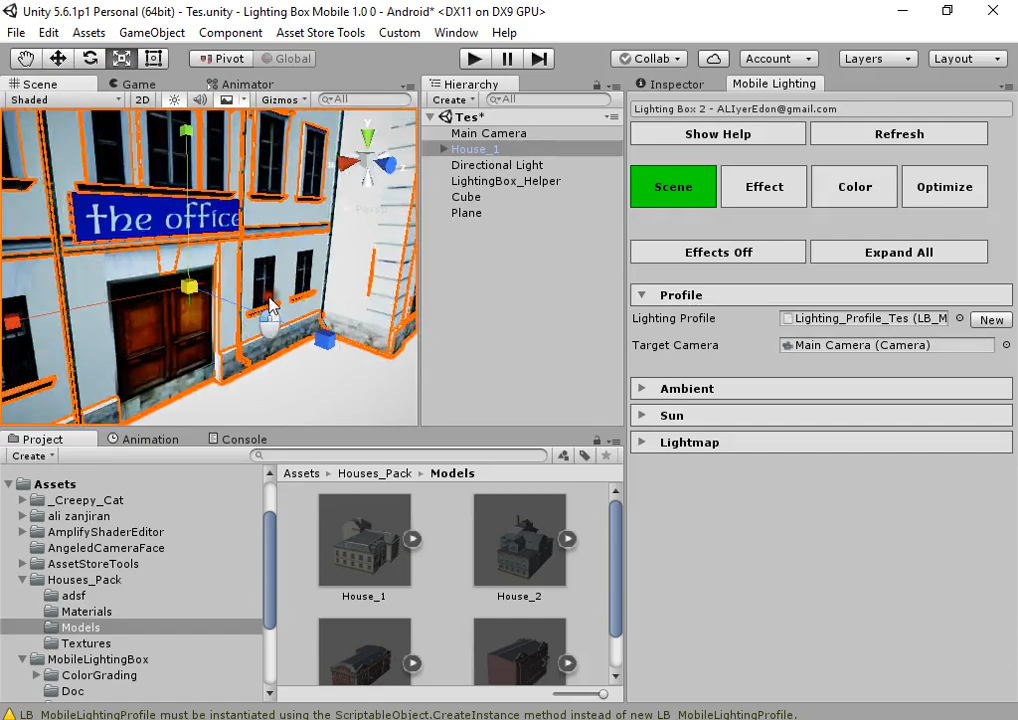 Unity 5.6.1p1 Personal (64bit) - Tes.unity - Lighting Box Mobile 1.0 0 - Android* <DX11 on DX9 GPU>
File Edit Assets GameObject Component Asset Store Tools Custom Window Help
Pivot Global Collab Account Layers Layout
Scene Game Animator Hierarchy Inspector Mobile Lighting
Shaded 2D Gizmos All Create All
Lighting Box 2 - ALIyerEdon@gmail.com
Tes*
Main Camera
House_1
Directional Light
LightingBox_Helper
Cube
Plane
the office
y
Persp
Show Help Refresh
Scene Effect Color Optimize
Effects Off Expand All
Profile
Lighting Profile Lighting_Profile_Tes (LB_M New
Target Camera Main Camera (Camera)
Ambient
Sun
Lightmap
Project Animation Console
Create
Assets
_Creepy_Cat
ali zanjiran
AmplifyShaderEditor
AngeledCameraFace
AssetStoreTools
Houses_Pack
adsf
Materials
Models
Textures
MobileLightingBox
ColorGrading
Doc
Assets Houses_Pack Models
House_1 House_2
LB_MobileLightingProfile must be instantiated using the ScriptableObject.CreateInstance method instead of new LB_MobileLightingProfile.